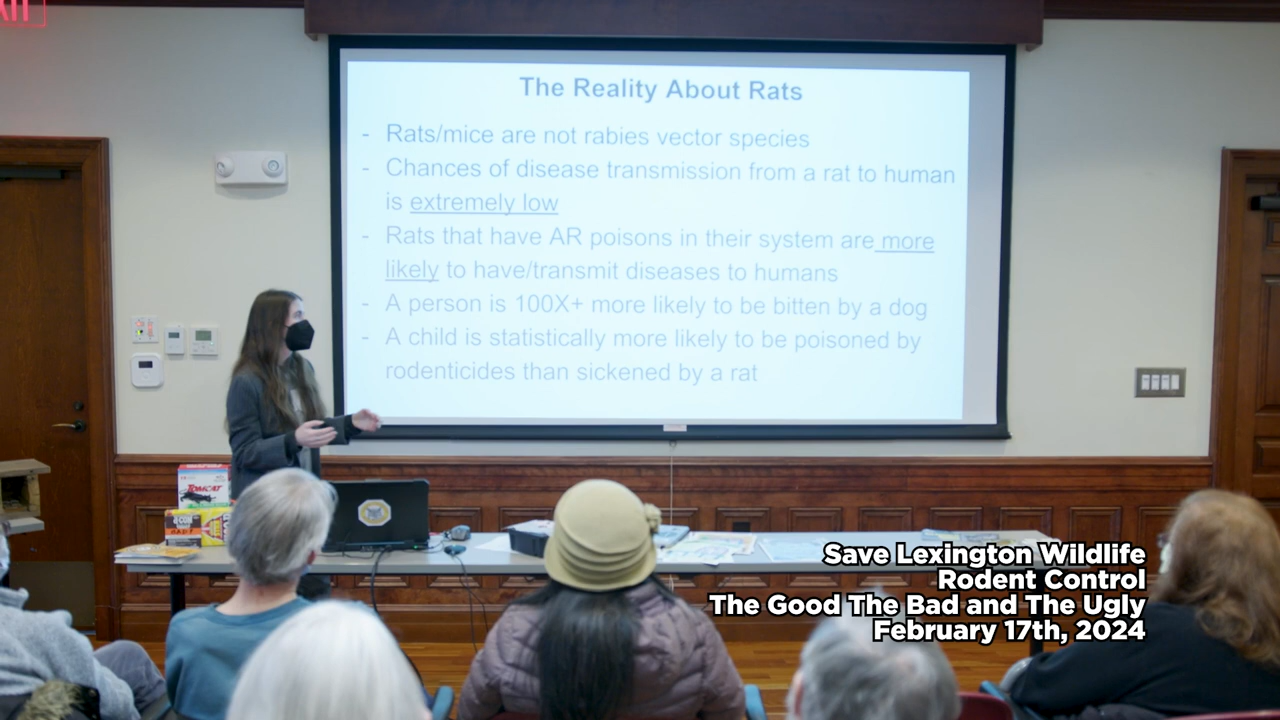 The Reality About Rats
- Rats/mice are not rabies vector species
- Chances of disease transmission from a rat to human
is extremely low
- Rats that have AR poisons in their system are more
likely to have/transmit diseases to humans
- A person is 100X+ more likely to be bitten by a dog
- A child is statistically more likely to be poisoned by
rodenticides than sickened by a rat
TOMCAT
d-CON
Save Lexington Wildlife
Rodent Control
The Good The Bad and The Ugly
February 17th, 2024